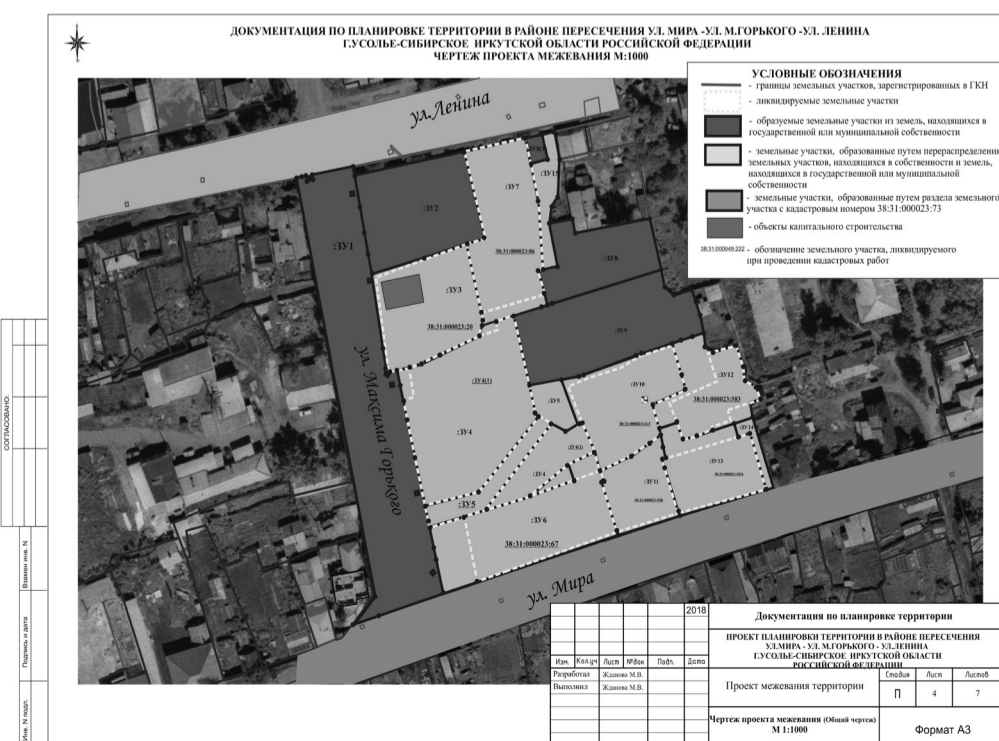 ДОКУМЕНТАЦИЯ ПО ПЛАНИРОВКЕ ТЕРРИТОРИИ В РАЙОНЕ ПЕРЕСЕЧЕНИЯ УЛ. МИРА -УЛ. М.ГОРЬКОГО -УЛ. ЛЕНИНА
Г.УСОЛЬЕ-СИБИРСКОЕ ИРКУТСКОЙ ОБЛАСТИ РОССИЙСКОЙ ФЕДЕРАЦИИ
ЧЕРТЕЖ ПРОЕКТА МЕЖЕВАНИЯ М:1000
УСЛОВНЫЕ ОБОЗНАЧЕНИЯ
- границы земельных участков, зарегистрированных в ГКН
- ликвидируемые земельные участки
- образуемые земельные участки из земель, находящихся в
государственной или муниципальной собственности
- земельные участки, образованные путем перераспределения
земельных участков, находящихся в собственности и земель,
находящихся в государственной или муниципальной
собственности
- земельные участки, образованные путем раздела земельного
участка с кадастровым номером 38:31:000023:73
- объекты капитального строительства
38:31:000049:222 - обозначение земельного участка, ликвидируемого
при проведении кадастровых работ
ул. Ленина
:ЗУ7
:ЗУ15
:ЗУ2
:ЗУ1
38:31:000023:86
:ЗУ8
:ЗУ3
38:31:000023:20
:ЗУ9
ул. Максима Горького
:ЗУ4(1)
:ЗУ10
:ЗУ12
:ЗУ5
38:31:000023:583
:ЗУ4
:ЗУ14
:ЗУ4(1)
:ЗУ13
:ЗУ4
:ЗУ11
:ЗУ5
:ЗУ6
38:31:000023:67
ул. Мира
СОГЛАСОВАНО:
Взамен инв. N
Подпись и дата
Инв. N подл.
2018
Изм. Кол.уч Лист №док Подп. Дата
Разработал Жданова М.В.
Выполнил Жданова М.В.
Документация по планировке территории
ПРОЕКТ ПЛАНИРОВКИ ТЕРРИТОРИИ В РАЙОНЕ ПЕРЕСЕЧЕНИЯ
УЛ.МИРА - УЛ. М.ГОРЬКОГО - УЛ.ЛЕНИНА
Г.УСОЛЬЕ-СИБИРСКОЕ ИРКУТСКОЙ ОБЛАСТИ
РОССИЙСКОЙ ФЕДЕРАЦИИ
Проект межевания территории
Стадия Лист Листов
П 4 7
Чертеж проекта межевания (Общий чертеж)
М 1:1000
Формат А3